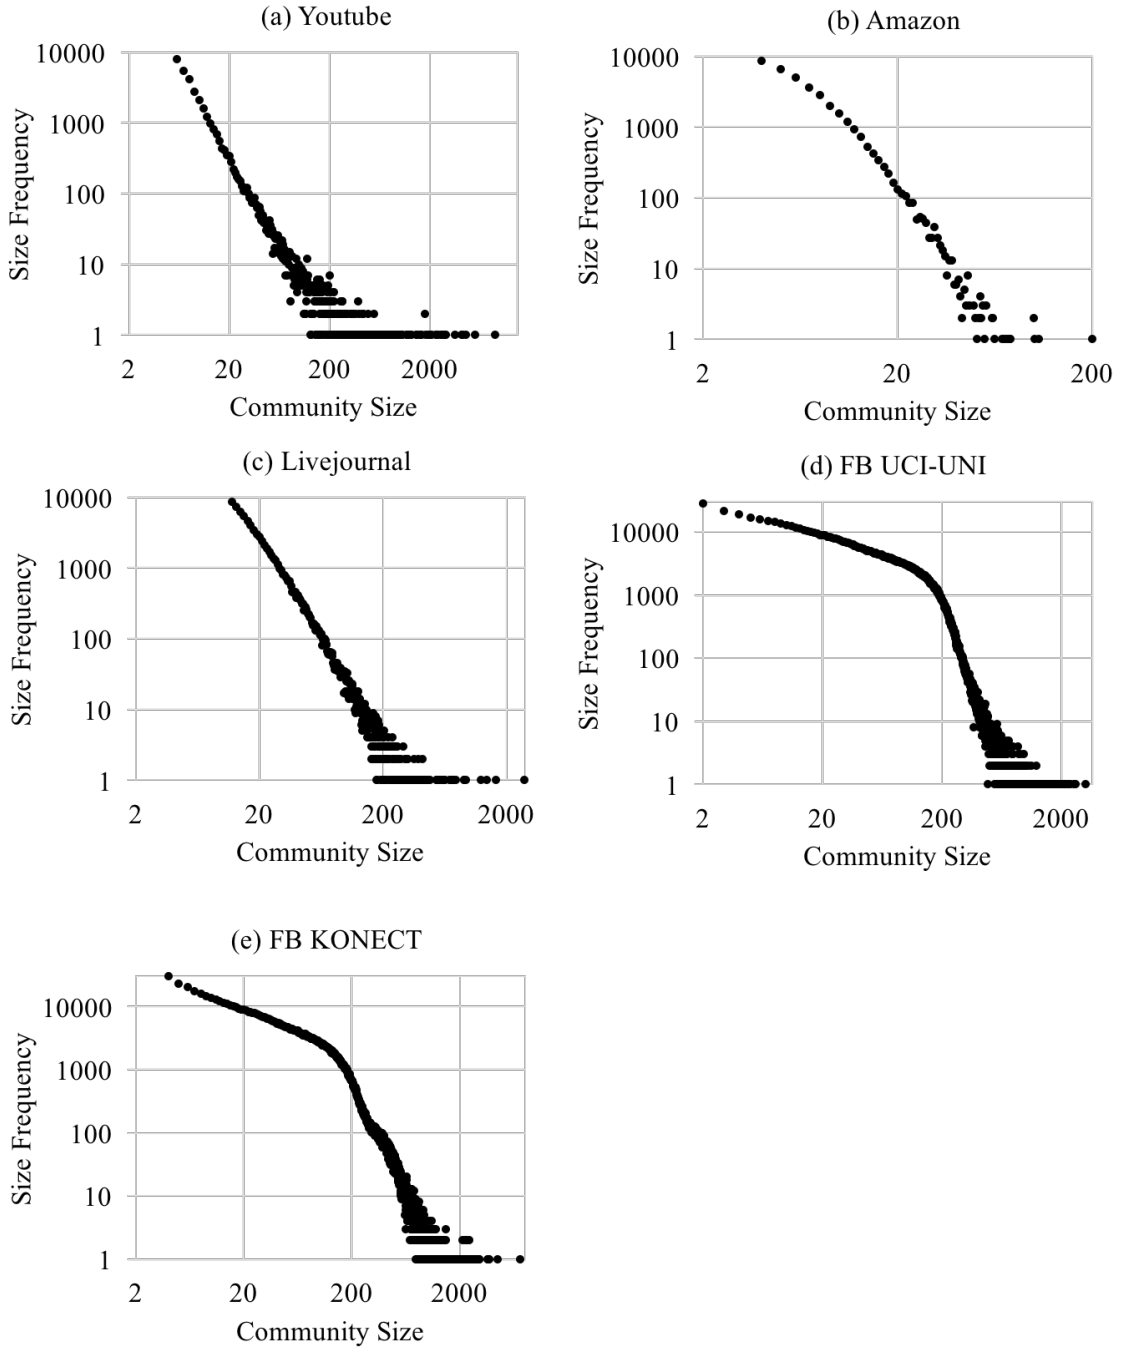 (a) Youtube
10000
1000
100
10
1
Size Frequency
2 20 200 2000
Community Size
(b) Amazon
10000
1000
100
10
1
Size Frequency
2 20 200
Community Size
(c) Livejournal
10000
1000
100
10
1
Size Frequency
2 20 200 2000
Community Size
(d) FB UCI-UNI
10000
1000
100
10
1
Size Frequency
2 20 200 2000
Community Size
(e) FB KONECT
10000
1000
100
10
1
Size Frequency
2 20 200 2000
Community Size